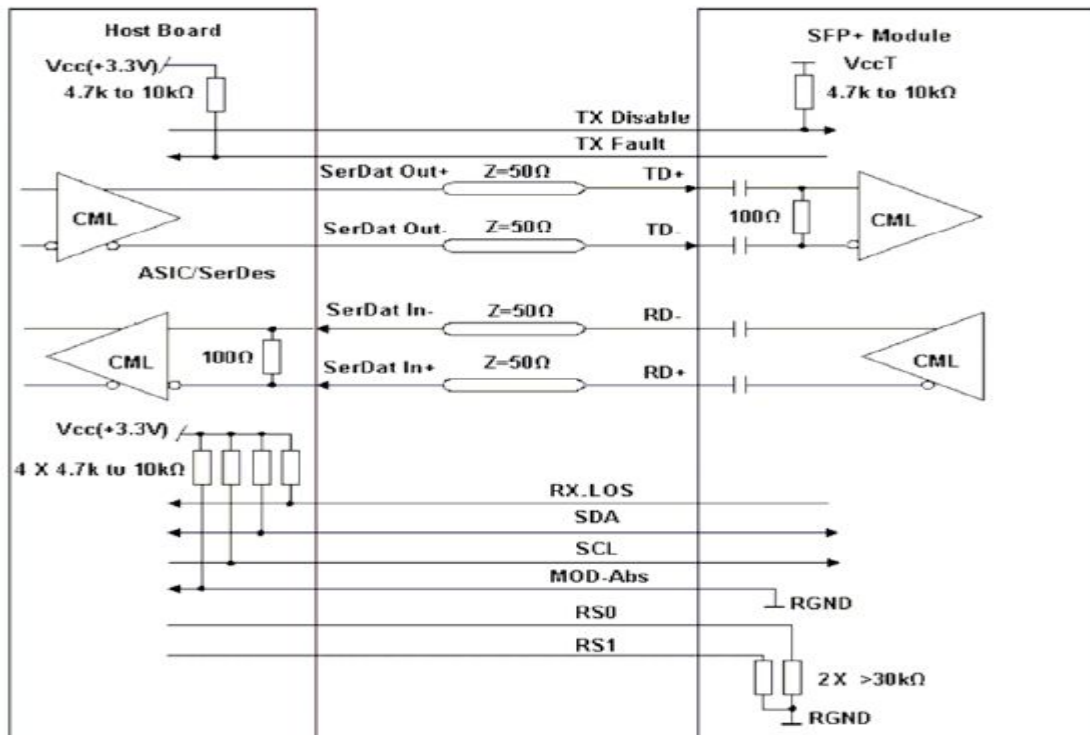 Host Board
SFP+ Module
Vcc(+3.3V)
4.7k to 10kΩ
VccT
4.7k to 10kΩ
TX Disable
TX Fault
SerDat Out+
Z=50Ω
TD+
CML
100Ω
CML
SerDat Out-
Z=50Ω
TD-
ASIC/SerDes
SerDat In-
Z=50Ω
RD-
100Ω
CML
CML
SerDat In+
Z=50Ω
RD+
Vcc(+3.3V)
4 X 4.7k to 10kΩ
RX.LOS
SDA
SCL
MOD-Abs
RGND
RS0
RS1
2 X >30kΩ
RGND